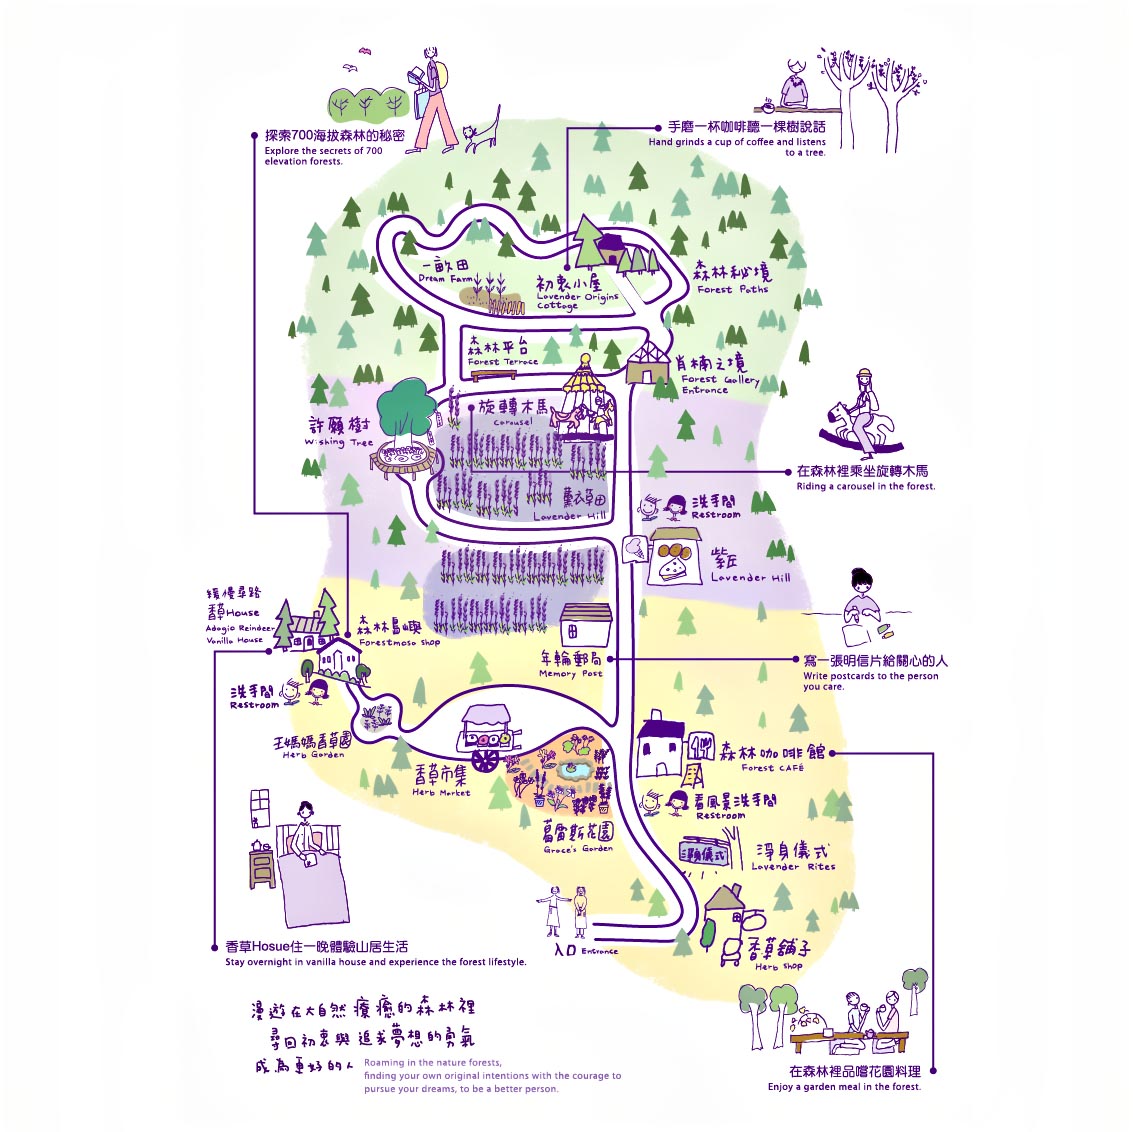 探索700海拔森林的秘密
Explore the secrets of 700
elevation forests.
手磨一杯咖啡聽一棵樹說話
Hand grinds a cup of coffee and listens
to a tree.
一畝田
Dream Farm
初衷小屋
Lavender Origins
Cottage
森林秘境
Forest Paths
森林平台
Forest Terrace
肖楠之境
Forest Gallery
Entrance
許願樹
Wishing Tree
旋轉木馬
Carousel
在森林裡乘坐旋轉木馬
Riding a carousel in the forest.
薰衣草田
Lavender Hill
洗手間
Restroom
紫丘
Lavender Hill
緩慢尋路
香草House
Adagio Reindeer
Vanilla House
森林島嶼
Forestmosa Shop
年輪郵局
Memory Post
寫一張明信片給關心的人
Write postcards to the person
you care.
洗手間
Restroom
王媽媽香草園
Herb Garden
香草市集
Herb Market
森林咖啡館
Forest CAFÉ
看風景洗手間
Restroom
葛雷斯花園
Grace's Garden
淨身儀式
淨身儀式
Lavender Rites
入口 Entrance
香草舖子
Herb Shop
香草Hosue住一晚體驗山居生活
Stay overnight in vanilla house and experience the forest lifestyle.
漫遊在大自然療癒的森林裡
尋回初衷與追求夢想的勇氣
成為更好的人
Roaming in the nature forests,
finding your own original intentions with the courage to
pursue your dreams, to be a better person.
在森林裡品嚐花園料理
Enjoy a garden meal in the forest.